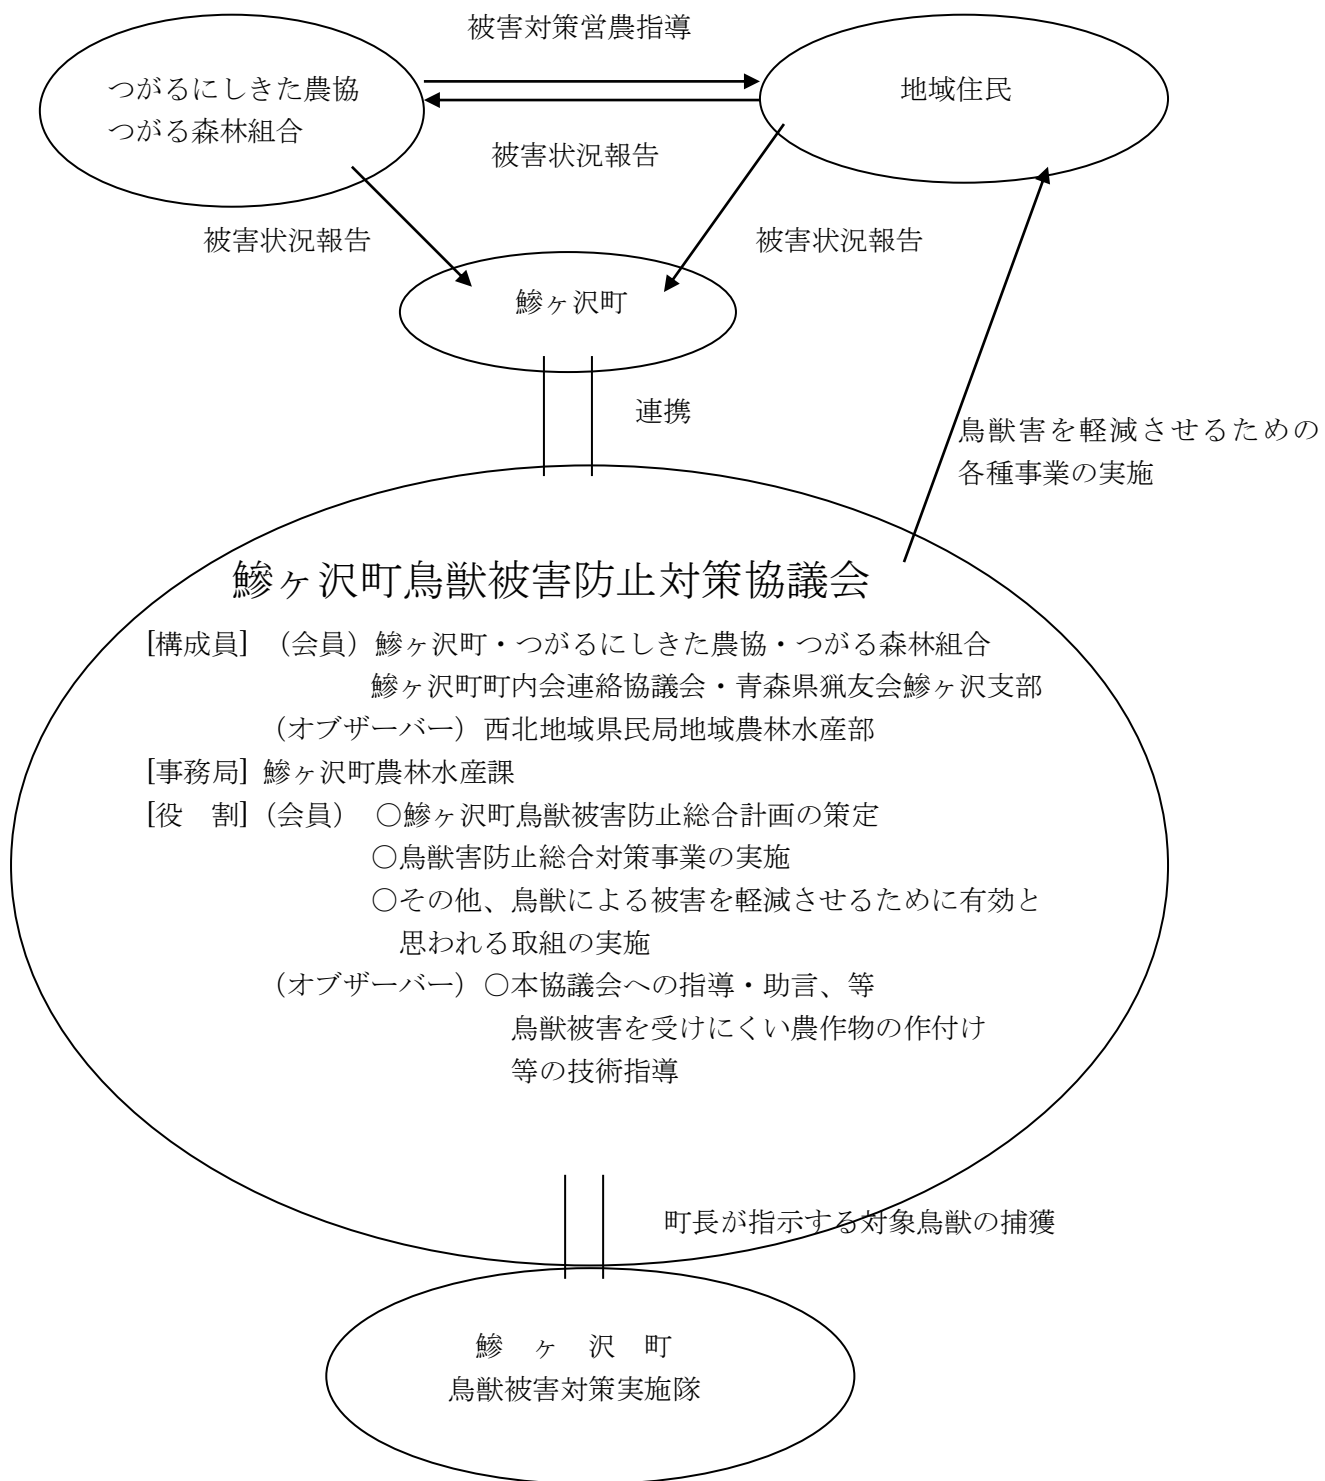 被害対策営農指導
つがるにしきた農協
つがる森林組合
地域住民
被害状況報告
被害状況報告
被害状況報告
鰺ヶ沢町
連携
鳥獣害を軽減させるための
各種事業の実施
鰺ヶ沢町鳥獣被害防止対策協議会
[構成員] (会員)鰺ヶ沢町・つがるにしきた農協・つがる森林組合
鰺ヶ沢町町内会連絡協議会・青森県猟友会鰺ヶ沢支部
(オブザーバー)西北地域県民局地域農林水産部
[事務局] 鰺ヶ沢町農林水産課
[役 割](会員) ○鰺ヶ沢町鳥獣被害防止総合計画の策定
○鳥獣害防止総合対策事業の実施
○その他、鳥獣による被害を軽減させるために有効と
思われる取組の実施
(オブザーバー)○本協議会への指導・助言、等
鳥獣被害を受けにくい農作物の作付け
等の技術指導
町長が指示する対象鳥獣の捕獲
鰺 ヶ 沢 町
鳥獣被害対策実施隊